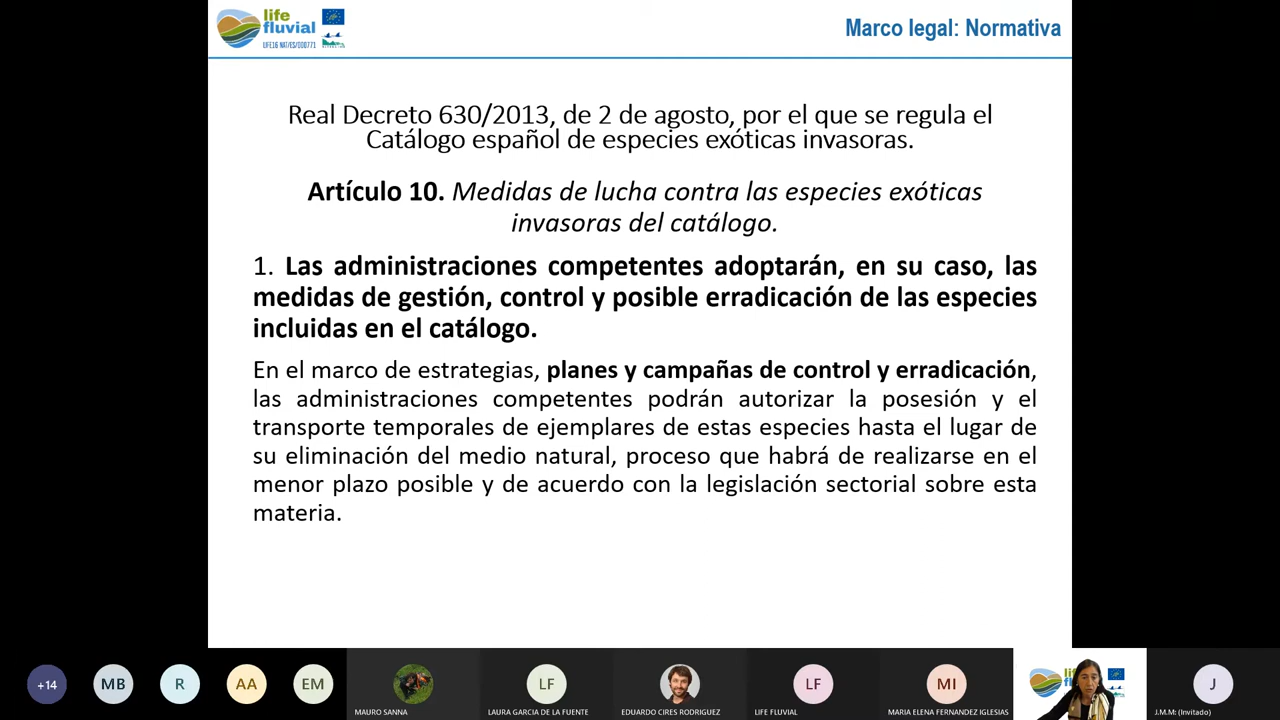 life
fluvial
LIFE16 NAT/ES/000771
Marco legal: Normativa
Real Decreto 630/2013, de 2 de agosto, por el que se regula el
Catálogo español de especies exóticas invasoras.
Artículo 10. Medidas de lucha contra las especies exóticas
invasoras del catálogo.
1. Las administraciones competentes adoptarán, en su caso, las
medidas de gestión, control y posible erradicación de las especies
incluidas en el catálogo.
En el marco de estrategias, planes y campañas de control y erradicación,
las administraciones competentes podrán autorizar la posesión y el
transporte temporales de ejemplares de estas especies hasta el lugar de
su eliminación del medio natural, proceso que habrá de realizarse en el
menor plazo posible y de acuerdo con la legislación sectorial sobre esta
materia.
+14
MB
R
AA
EM
LF
LF
MI
life
fluvial
J
MAURO SANNA
LAURA GARCIA DE LA FUENTE
EDUARDO CIRES RODRIGUEZ
LIFE FLUVIAL
MARIA ELENA FERNANDEZ IGLESIAS
J.M.M: (Invitado)